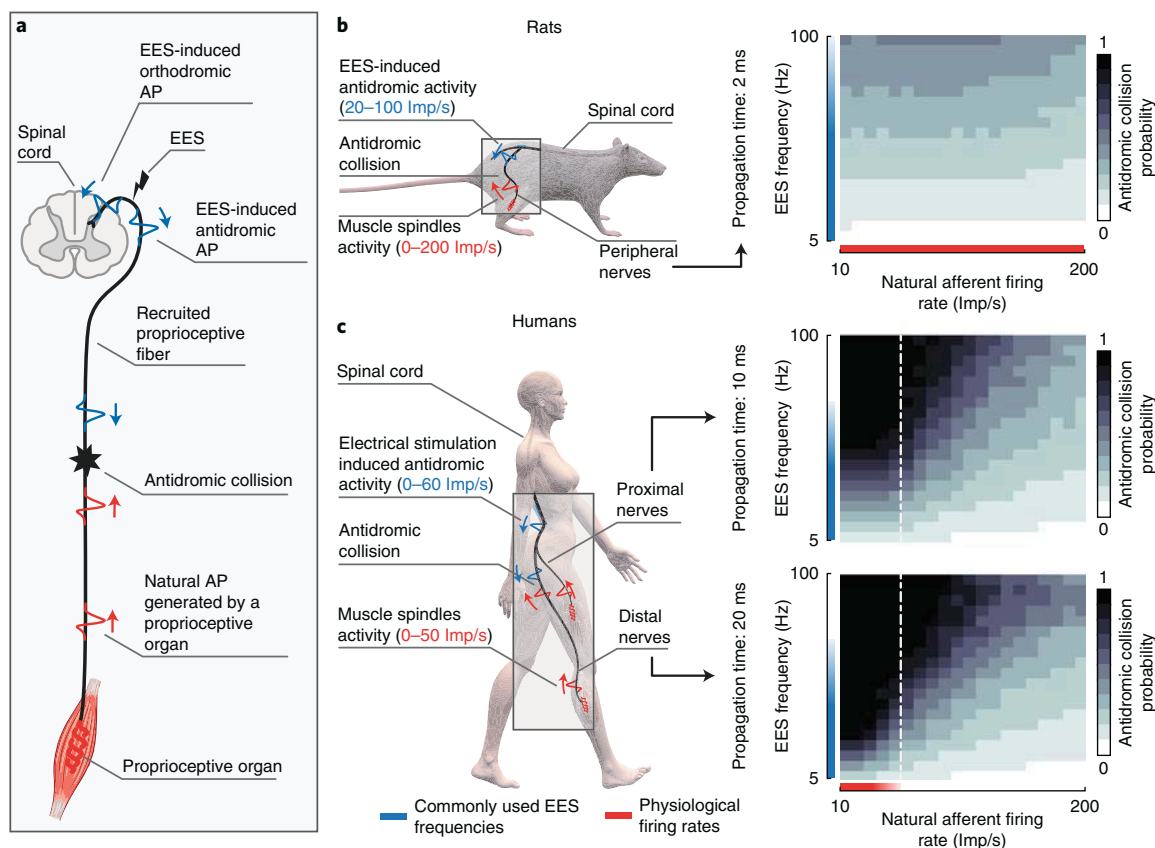 a
EES-induced
orthodromic
AP
Spinal
cord
EES
EES-induced
antidromic
AP
Recruited
proprioceptive
fiber
Antidromic collision
Natural AP
generated by a
proprioceptive
organ
Proprioceptive organ
b
Rats
EES-induced
antidromic activity
(20–100 Imp/s)
Antidromic
collision
Muscle spindles
activity (0–200 Imp/s)
Spinal cord
Peripheral
nerves
Propagation time: 2 ms
EES frequency (Hz)
100
5
10
200
Natural afferent firing
rate (Imp/s)
1
0
Antidromic collision
probability
c
Humans
Spinal cord
Electrical stimulation
induced antidromic
activity (0–60 Imp/s)
Antidromic
collision
Muscle spindles
activity (0–50 Imp/s)
Proximal
nerves
Distal
nerves
Propagation time: 10 ms
EES frequency (Hz)
100
5
1
0
Antidromic collision
probability
Propagation time: 20 ms
EES frequency (Hz)
100
5
10
200
Natural afferent firing
rate (Imp/s)
1
0
Antidromic collision
probability
Commonly used EES
frequencies
Physiological
firing rates